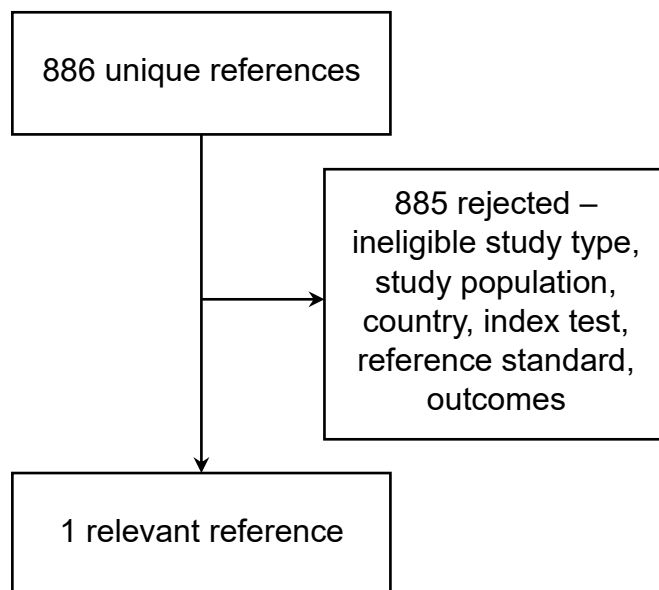 886 unique references
885 rejected –
ineligible study type,
study population,
country, index test,
reference standard,
outcomes
1 relevant reference